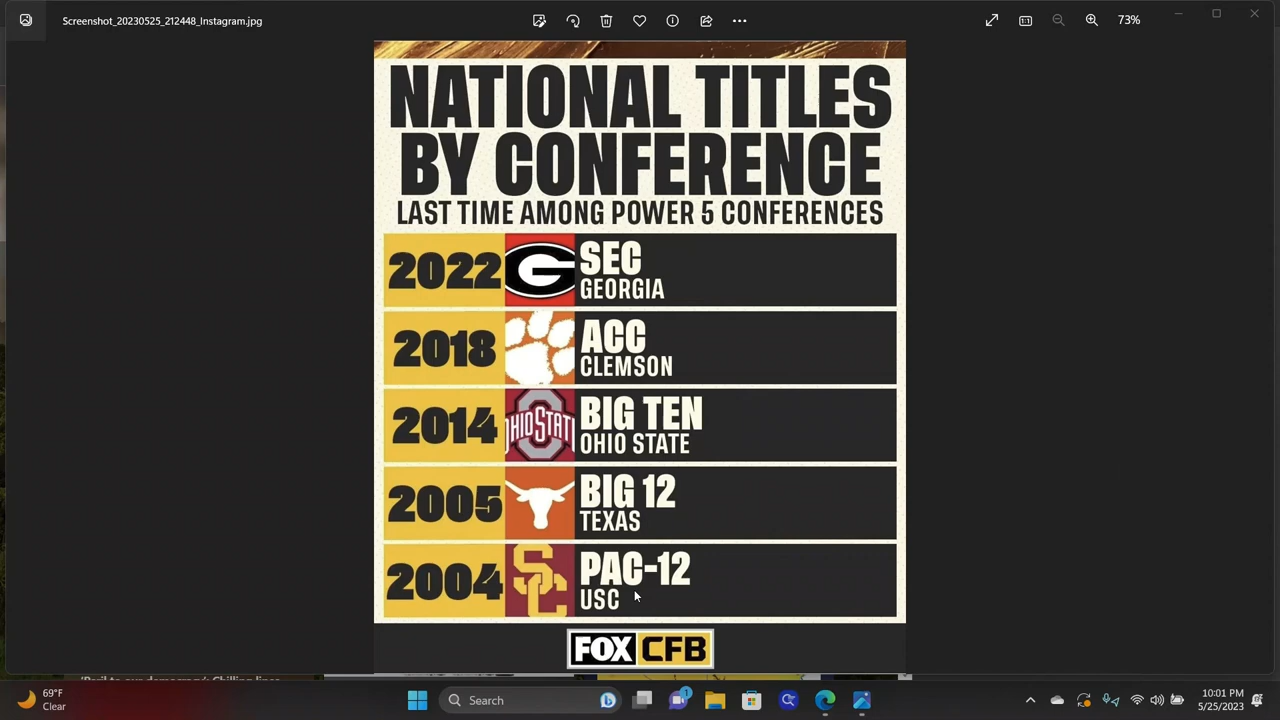 Screenshot_20230525_212448_Instagram.jpg
73%
NATIONAL TITLES
BY CONFERENCE
LAST TIME AMONG POWER 5 CONFERENCES
2022 G SEC
GEORGIA
2018 ACC
CLEMSON
2014 OHIO STATE BIG TEN
OHIO STATE
2005 BIG 12
TEXAS
2004 SC PAC-12
USC
FOX CFB
69°F
Clear
Search
1
10:01 PM
5/25/2023